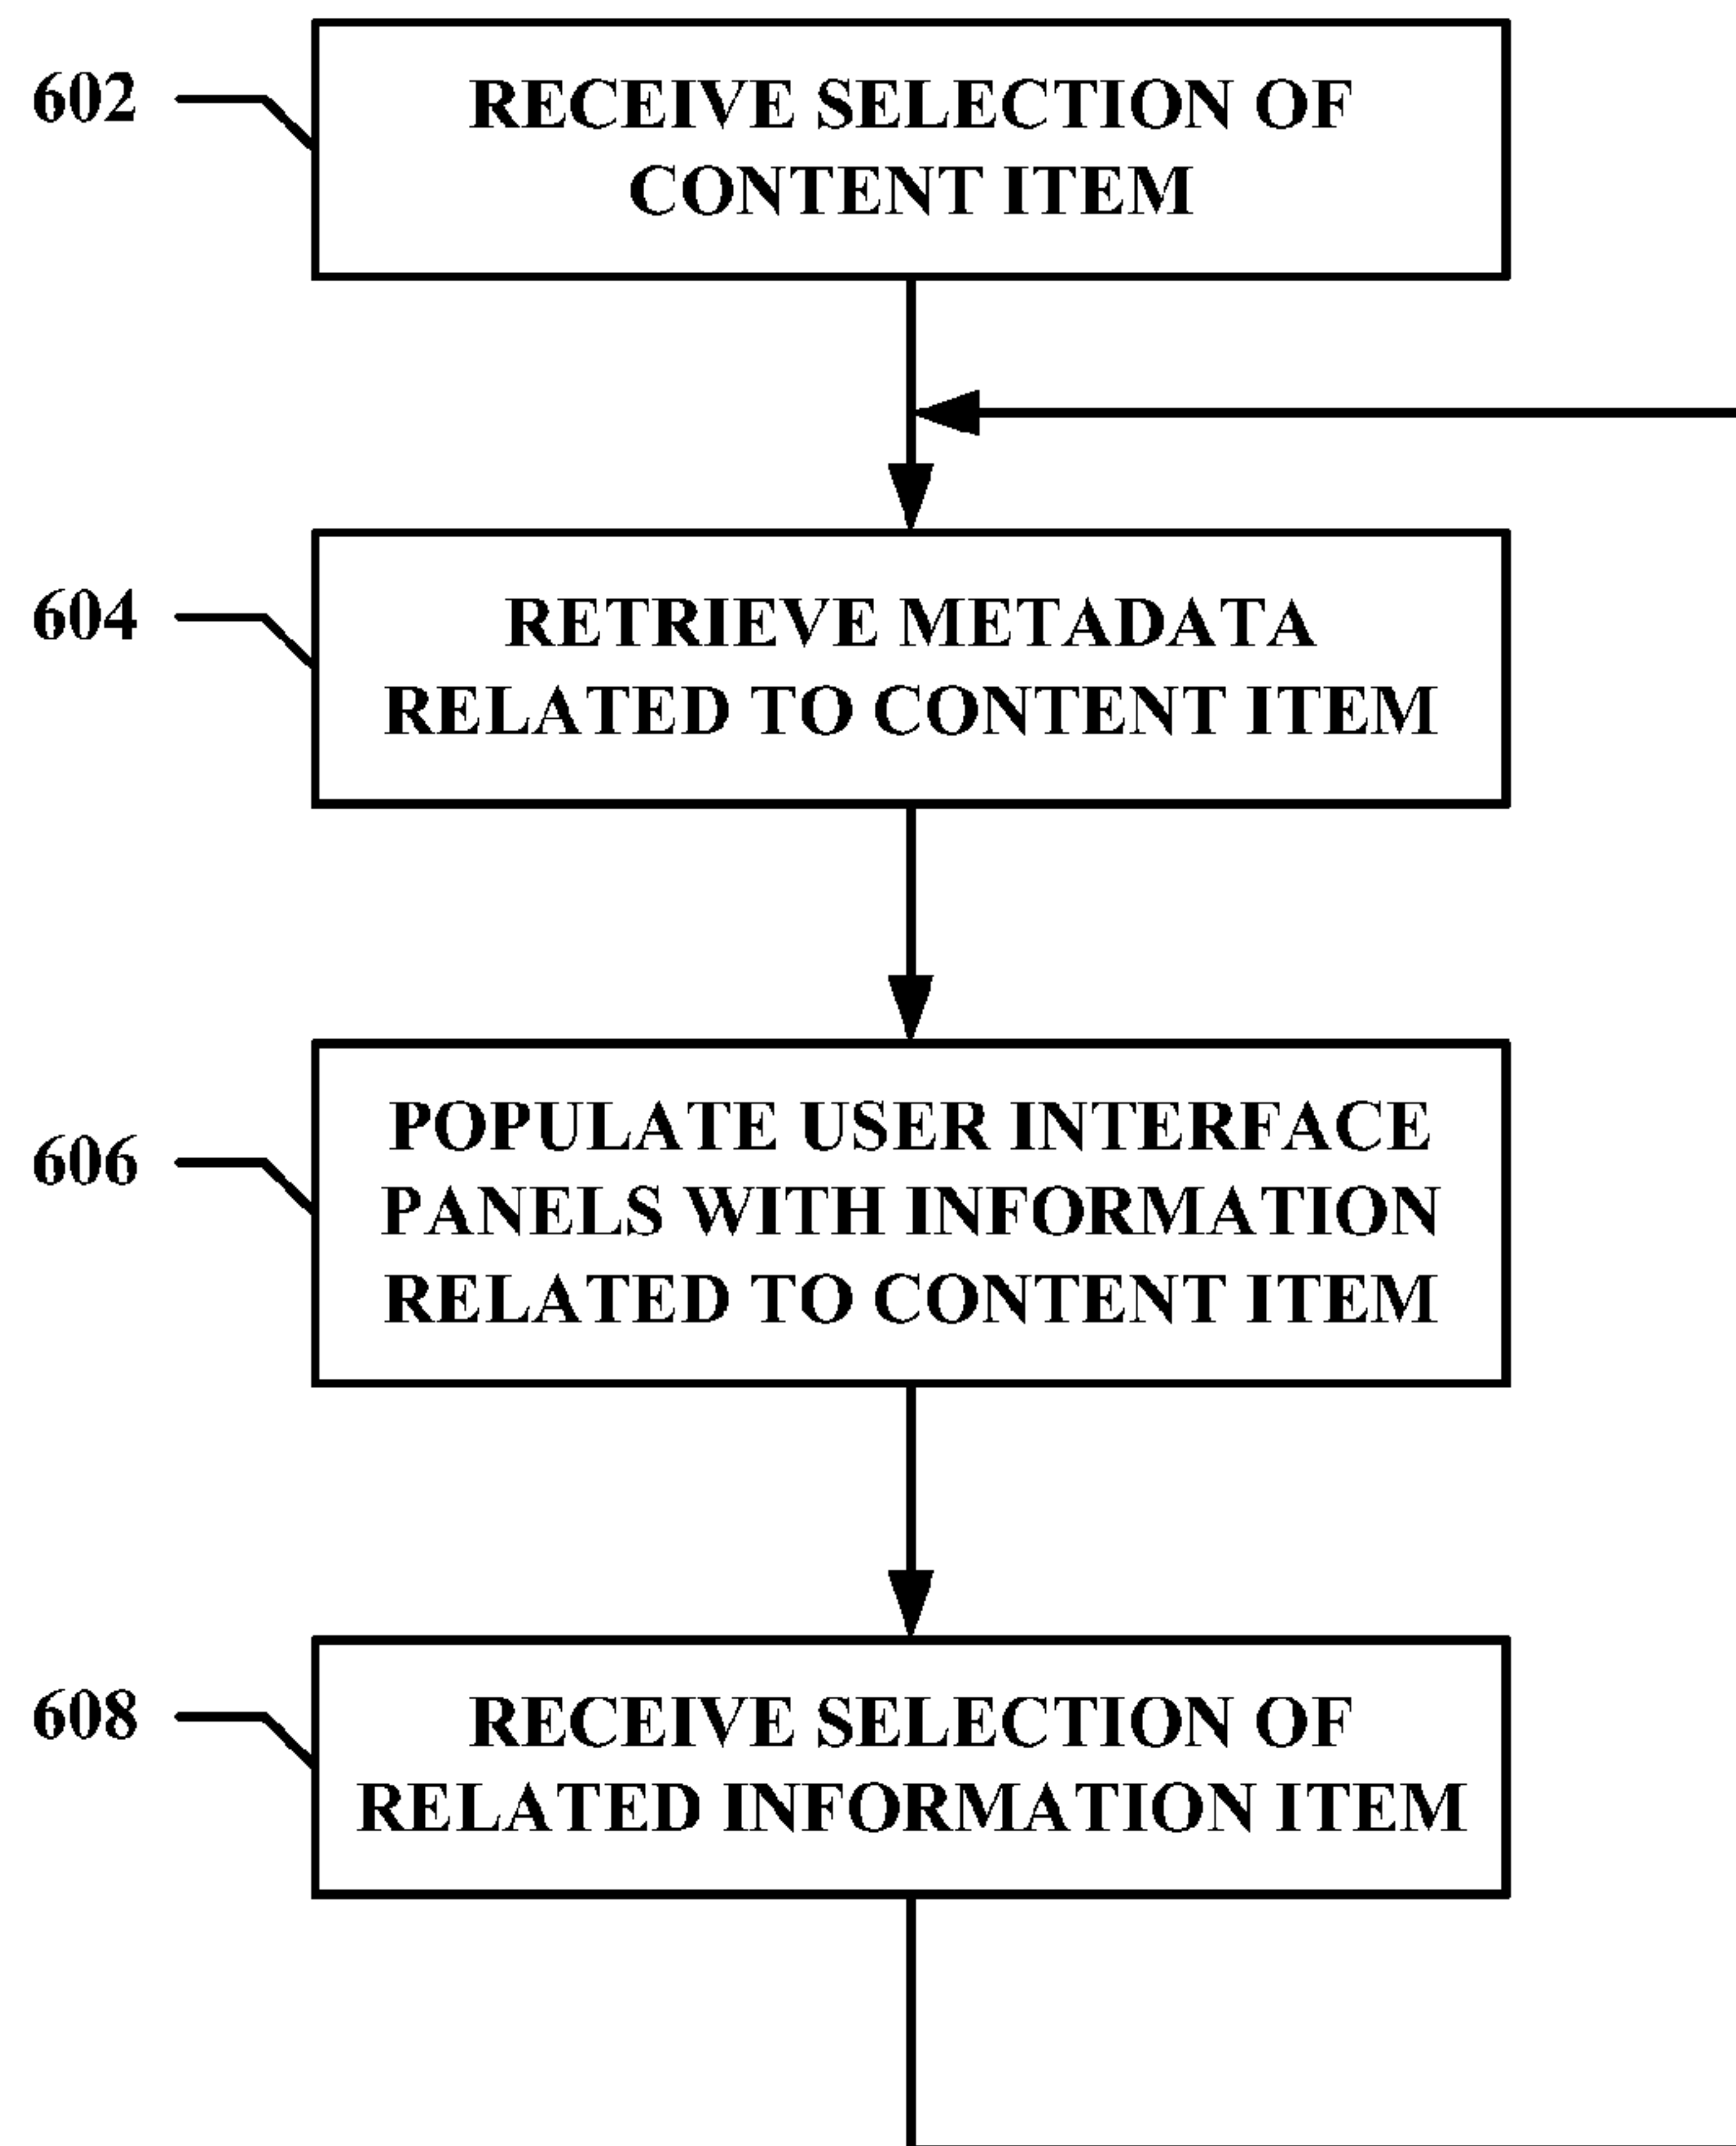 602
RECEIVE SELECTION OF
CONTENT ITEM
604
RETRIEVE METADATA
RELATED TO CONTENT ITEM
606
POPULATE USER INTERFACE
PANELS WITH INFORMATION
RELATED TO CONTENT ITEM
608
RECEIVE SELECTION OF
RELATED INFORMATION ITEM